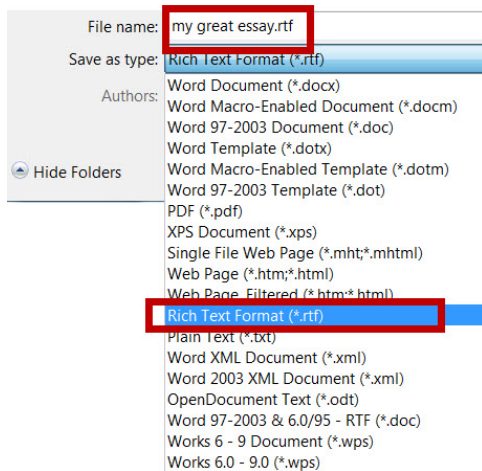 File name: my great essay.rtf
Save as type: Rich Text Format (*.rtf)
Authors:
Word Document (*.docx)
Word Macro-Enabled Document (*.docm)
Word 97-2003 Document (*.doc)
Word Template (*.dotx)
Hide Folders
Word Macro-Enabled Template (*.dotm)
Word 97-2003 Template (*.dot)
PDF (*.pdf)
XPS Document (*.xps)
Single File Web Page (*.mht;*.mhtml)
Web Page (*.htm;*.html)
Web Page, Filtered (*.htm;*.html)
Rich Text Format (*.rtf)
Plain Text (*.txt)
Word XML Document (*.xml)
Word 2003 XML Document (*.xml)
OpenDocument Text (*.odt)
Word 97-2003 & 6.0/95 - RTF (*.doc)
Works 6 - 9 Document (*.wps)
Works 6.0 - 9.0 (*.wps)